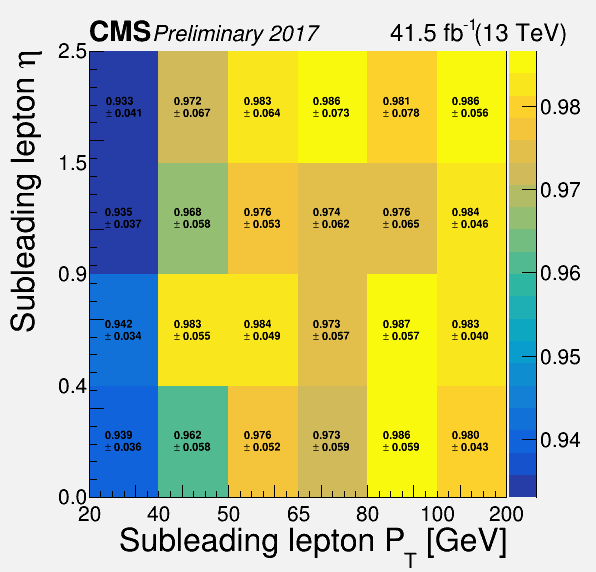 CMS Preliminary 2017 41.5 fb⁻¹(13 TeV)
2.5
0.933 0.972 0.983 0.986 0.981 0.986
± 0.041 ± 0.067 ± 0.064 ± 0.073 ± 0.078 ± 0.056
0.98
1.5
0.97
0.935 0.968 0.976 0.974 0.976 0.984
± 0.037 ± 0.058 ± 0.053 ± 0.062 ± 0.065 ± 0.046
0.96
0.9
0.942 0.983 0.984 0.973 0.987 0.983
± 0.034 ± 0.055 ± 0.049 ± 0.057 ± 0.057 ± 0.040
0.95
0.4
0.939 0.962 0.976 0.973 0.986 0.980
± 0.036 ± 0.058 ± 0.052 ± 0.059 ± 0.059 ± 0.043
0.94
0.0
20 40 50 65 80 100 200
Subleading lepton η
Subleading lepton P_T [GeV]